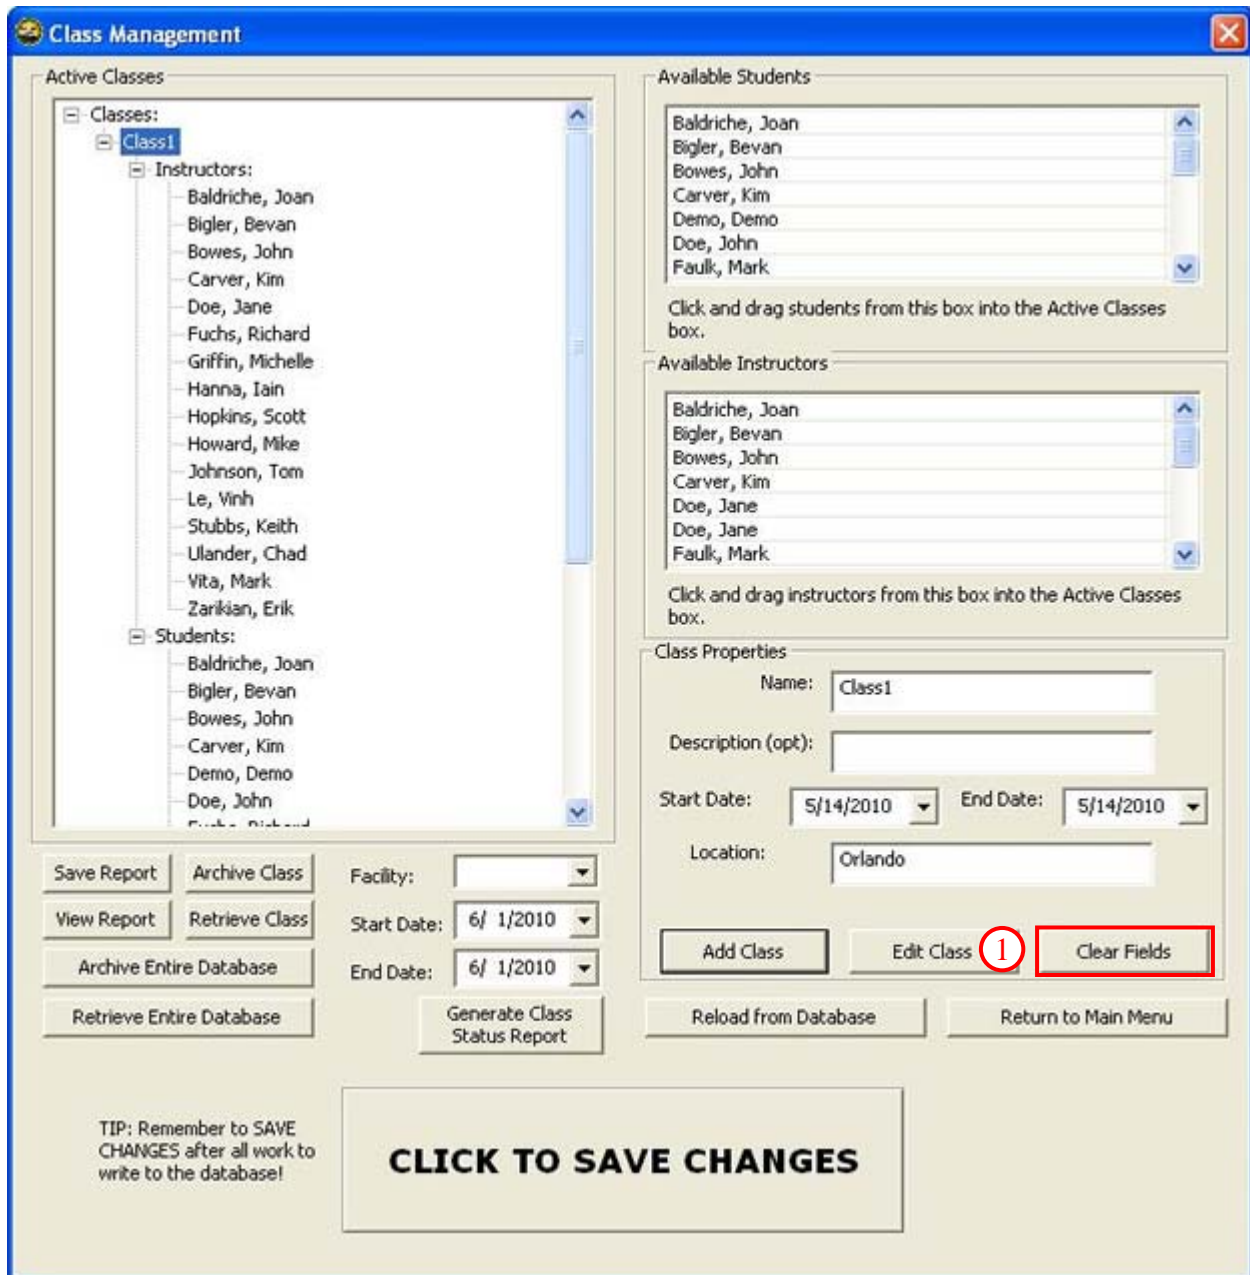 Class Management
Active Classes
Classes:
Class1
Instructors:
Baldriche, Joan
Bigler, Bevan
Bowes, John
Carver, Kim
Doe, Jane
Fuchs, Richard
Griffin, Michelle
Hanna, Iain
Hopkins, Scott
Howard, Mike
Johnson, Tom
Le, Vinh
Stubbs, Keith
Ulander, Chad
Vita, Mark
Zarikian, Erik
Students:
Baldriche, Joan
Bigler, Bevan
Bowes, John
Carver, Kim
Demo, Demo
Doe, John
Available Students
Baldriche, Joan
Bigler, Bevan
Bowes, John
Carver, Kim
Demo, Demo
Doe, John
Faulk, Mark
Click and drag students from this box into the Active Classes
box.
Available Instructors
Baldriche, Joan
Bigler, Bevan
Bowes, John
Carver, Kim
Doe, Jane
Doe, Jane
Faulk, Mark
Click and drag instructors from this box into the Active Classes
box.
Class Properties
Name: Class1
Description (opt):
Start Date: 5/14/2010 End Date: 5/14/2010
Location: Orlando
Add Class Edit Class 1 Clear Fields
Save Report Archive Class Facility:
View Report Retrieve Class Start Date: 6/ 1/2010
Archive Entire Database End Date: 6/ 1/2010
Retrieve Entire Database
Generate Class
Status Report
Reload from Database Return to Main Menu
TIP: Remember to SAVE
CHANGES after all work to
write to the database!
CLICK TO SAVE CHANGES